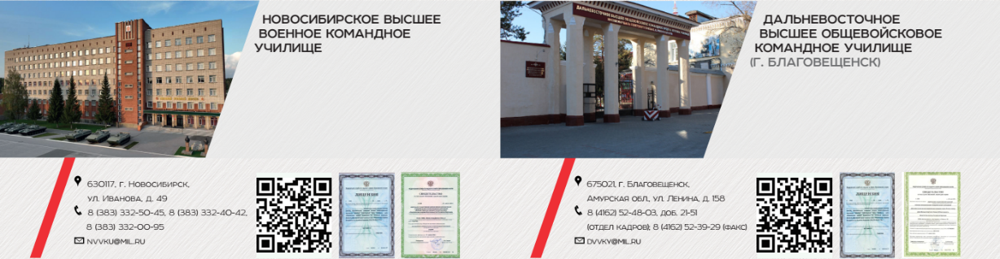 НОВОСИБИРСКОЕ ВЫСШЕЕ
ВОЕННОЕ КОМАНДНОЕ
УЧИЛИЩЕ
630117, г. Новосибирск,
ул. Иванова, д. 49
8 (383) 332-50-45, 8 (383) 332-40-42,
8 (383) 332-00-95
NVVKU@MIL.RU
ЛИЦЕНЗИЯ
СВИДЕТЕЛЬСТВО
ДАЛЬНЕВОСТОЧНОЕ
ВЫСШЕЕ ОБЩЕВОЙСКОВОЕ
КОМАНДНОЕ УЧИЛИЩЕ
(Г. БЛАГОВЕЩЕНСК)
675021, г. Благовещенск,
Амурская обл., ул. Ленина, д. 158
8 (4162) 52-48-03, доб. 21-51
(отдел кадров); 8 (4162) 52-39-29 (факс)
DVVKY@MIL.RU
ЛИЦЕНЗИЯ
СВИДЕТЕЛЬСТВО